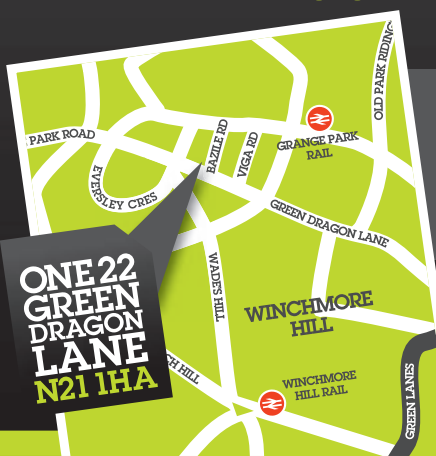 OLD PARK RIDING
PARK ROAD
BAZILE RD
VIGA RD
GRANGE PARK
RAIL
EVERSLEY CRES
GREEN DRAGON LANE
WADES HILL
ONE 22
GREEN
DRAGON
LANE
N21 1HA
WINCHMORE
HILL
CH HILL
WINCHMORE
HILL RAIL
GREEN LANES